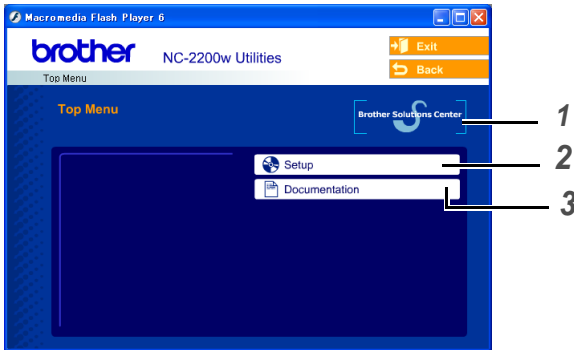 Macromedia Flash Player 6
brother
NC-2200w Utilities
Exit
Back
Top Menu
Top Menu
Brother Solutions Center
1
Setup
2
Documentation
3